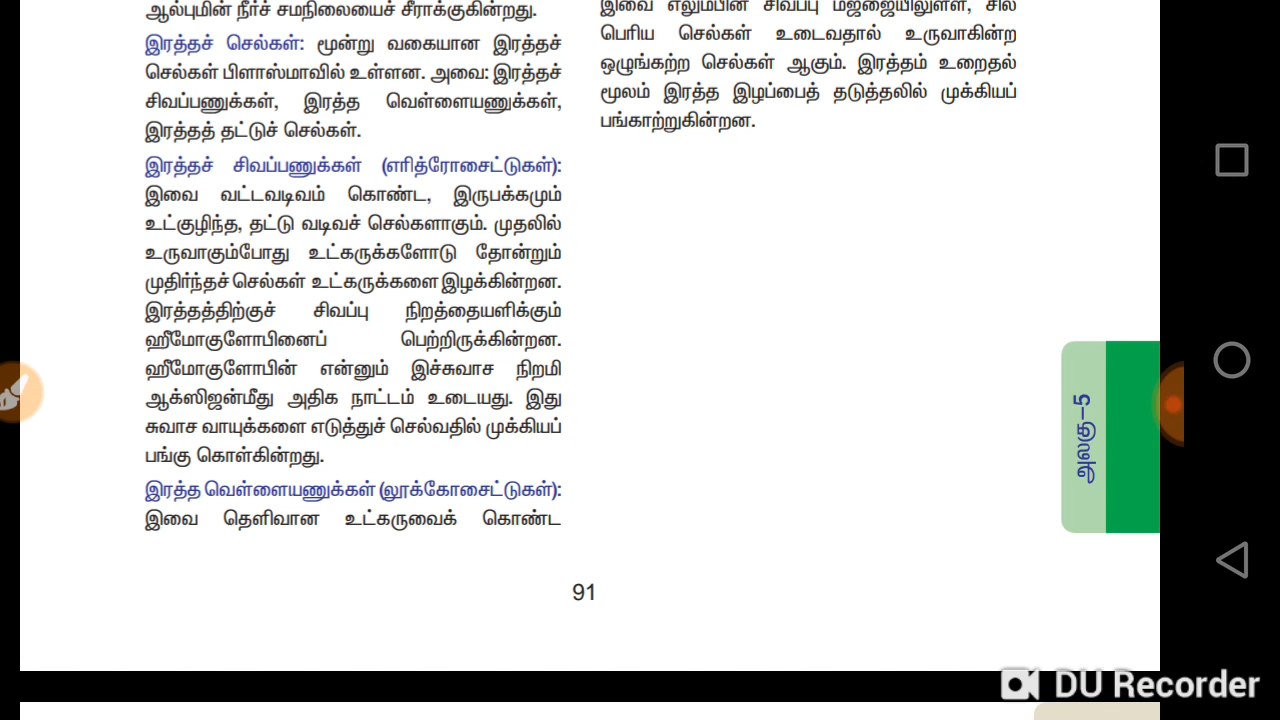 ஆல்புமின் நீர்ச் சமநிலையைச் சீராக்குகின்றது.
இரத்தச் செல்கள்: மூன்று வகையான இரத்தச்
செல்கள் பிளாஸ்மாவில் உள்ளன. அவை: இரத்தச்
சிவப்பணுக்கள், இரத்த வெள்ளையணுக்கள்,
இரத்தத் தட்டுச் செல்கள்.
இரத்தச் சிவப்பணுக்கள் (எரித்ரோசைட்டுகள்):
இவை வட்டவடிவம் கொண்ட, இருபக்கமும்
உட்குழிந்த, தட்டு வடிவச் செல்களாகும். முதலில்
உருவாகும்போது உட்கருக்களோடு தோன்றும்
முதிர்ந்தச் செல்கள் உட்கருக்களை இழக்கின்றன.
இரத்தத்திற்குச் சிவப்பு நிறத்தையளிக்கும்
ஹீமோகுளோபினைப் பெற்றிருக்கின்றன.
ஹீமோகுளோபின் என்னும் இச்சுவாச நிறமி
ஆக்ஸிஜன்மீது அதிக நாட்டம் உடையது. இது
சுவாச வாயுக்களை எடுத்துச் செல்வதில் முக்கியப்
பங்கு கொள்கின்றது.
இரத்த வெள்ளையணுக்கள் (லூக்கோசைட்டுகள்):
இவை தெளிவான உட்கருவைக் கொண்ட
இவை எலும்பின் சிவப்பு மஜ்ஜையிலுள்ள, சில
பெரிய செல்கள் உடைவதால் உருவாகின்ற
ஒழுங்கற்ற செல்கள் ஆகும். இரத்தம் உறைதல்
மூலம் இரத்த இழப்பைத் தடுத்தலில் முக்கியப்
பங்காற்றுகின்றன.
அலகு–5
91
DU Recorder